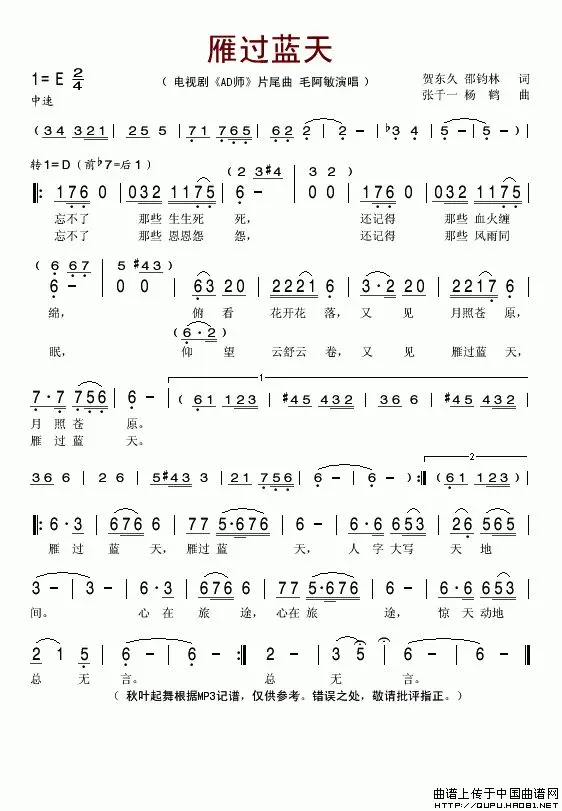 雁过蓝天
1=E 2/4
（ 电视剧《AD师》片尾曲 毛阿敏演唱 ）
贺东久 邵钧林 词
中速
张千一 杨 鹤 曲
(34 321 | 25 5 | 71 765 | 62 2 | 2 - | ♭3 4 | 5 - )
转1=D（前♭7=后1）
(2 3#4 | 3 2 )
‖: 176 0 | 032 1175 | 6 - | 0 0 | 176 0 | 032 1175 |
忘不了 那些 生生死 死， 还记得 那些 血火缠
忘不了 那些 恩恩怨 怨， 还记得 那些 风雨同
( 6 67 | 5 #43 )
6 - | 0 0 | 63 20 | 2221 6 | 3·2 20 | 2217 6 |
绵， 俯 看 花开花 落，又 见 月照苍 原，
(6·2)
眠， 仰 望 云舒云 卷，又 见 雁过蓝 天，
1
7·7 756 | 6 - | ( 61 123 | #45 432 | 36 123 | #45 432 |
月 照 苍 原。
雁 过 蓝 天。
2
36 6 | 26 | 5#43 3 | 21 756 | 6 - | 6 - ) :‖ (61 123 )
‖: 6·3 | 676 6 | 77 5·676 | 6 - | 6·6 653 | 26 565 |
雁 过 蓝 天，雁过 蓝 天， 人 字 大写 天 地
3 - | 3 - | 6·3 | 676 6 | 77 5·676 | 6 - | 6·6 653 |
间。 心 在 旅 途，心在 旅 途， 惊 天 动地
2 1 5 | 6 - | 6 - :‖ 2 - | 3 5 | 6 - | 6 - ‖
总 无 言。 总 无 言。
（ 秋叶起舞根据MP3记谱，仅供参考。错误之处，敬请批评指正。）
曲谱上传于中国曲谱网
http://QUPU.HAO81.NET